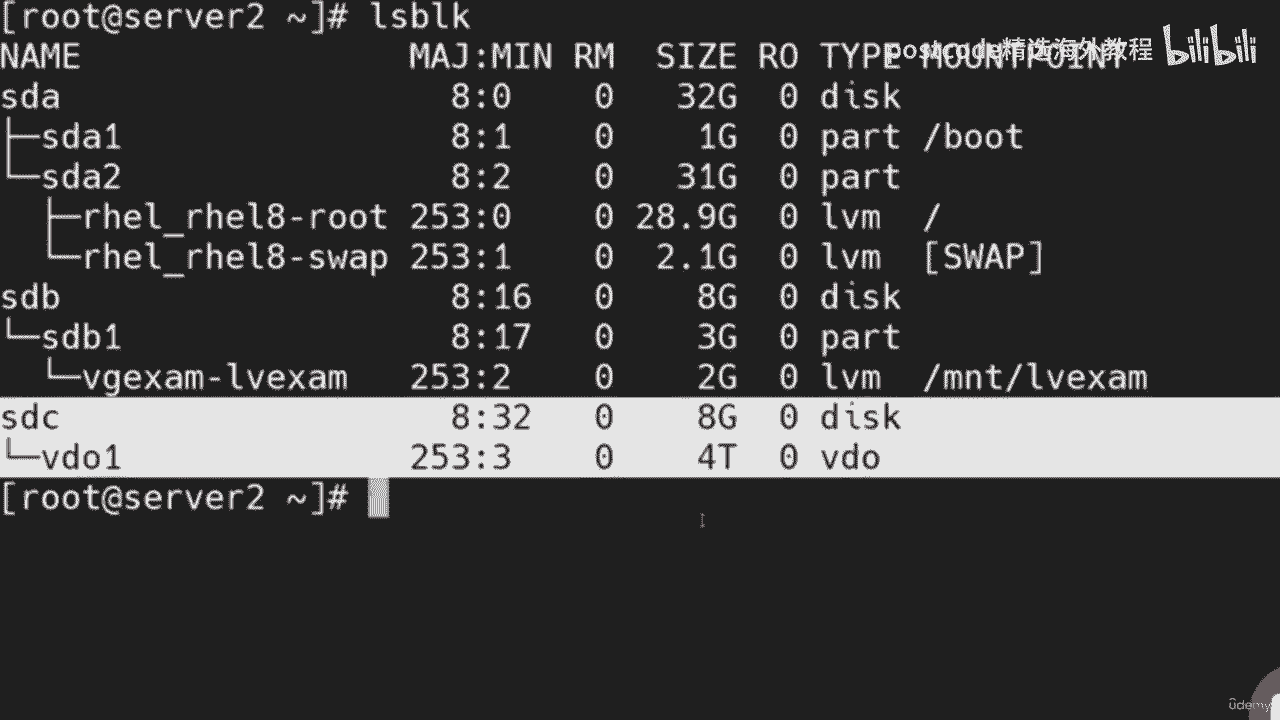 [root@server2 ~]# lsblk
NAME MAJ:MIN RM SIZE RO TYPE MOUNTPOINT
postcode精选海外教程 bilibili
sda 8:0 0 32G 0 disk
├─sda1 8:1 0 1G 0 part /boot
└─sda2 8:2 0 31G 0 part
  ├─rhel_rhel8-root 253:0 0 28.9G 0 lvm /
  └─rhel_rhel8-swap 253:1 0 2.1G 0 lvm [SWAP]
sdb 8:16 0 8G 0 disk
└─sdb1 8:17 0 3G 0 part
  └─vgexam-lvexam 253:2 0 2G 0 lvm /mnt/lvexam
sdc 8:32 0 8G 0 disk
└─vdo1 253:3 0 4T 0 vdo
[root@server2 ~]#
ûdemy